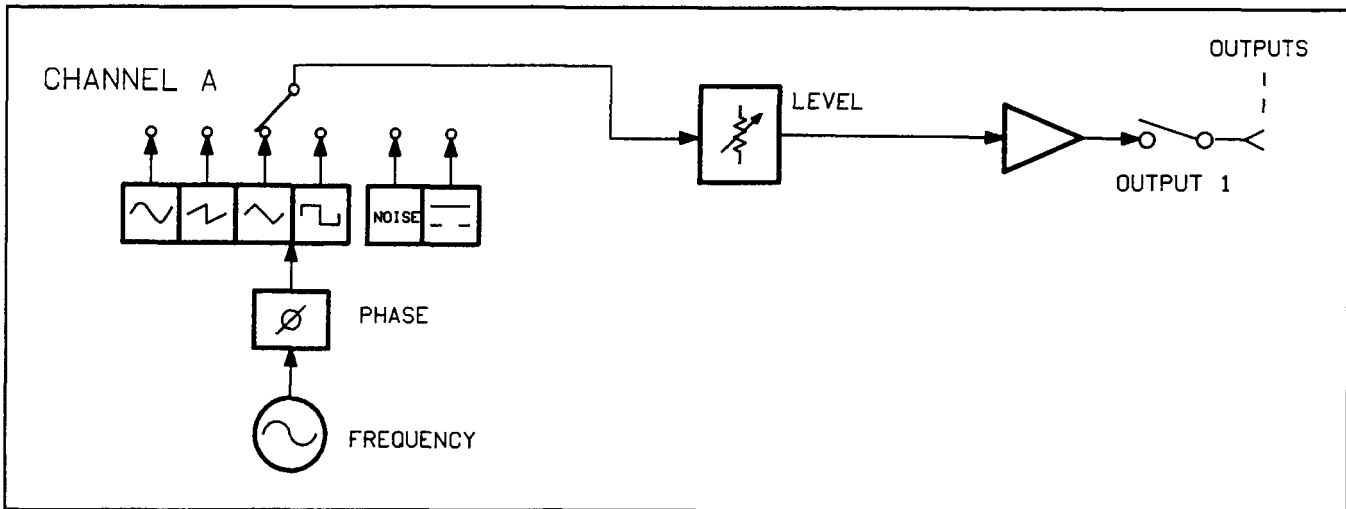 OUTPUTS
CHANNEL A
LEVEL
OUTPUT 1
NOISE
PHASE
FREQUENCY